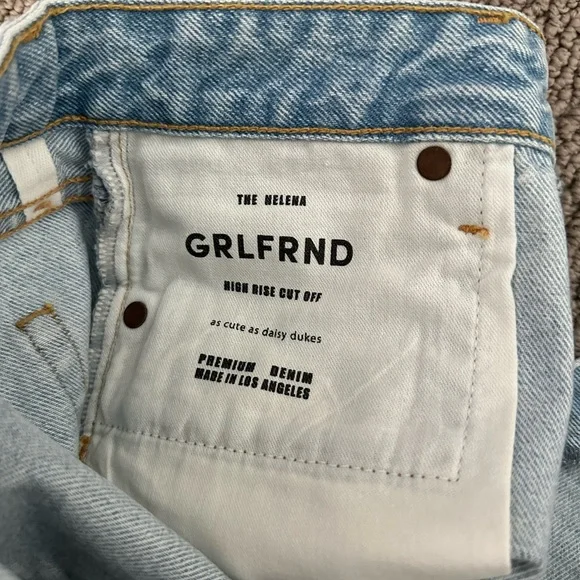 THE HELENA
GRLFRND
HIGH RISE CUT OFF
as cute as daisy dukes
PREMIUM DENIM
MADE IN LOS ANGELES